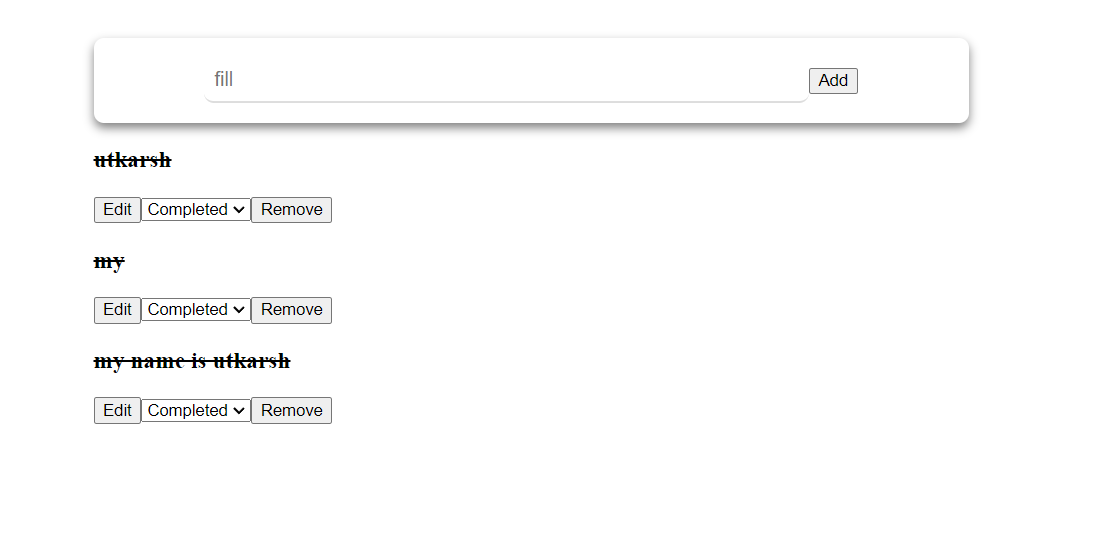 fill Add
utkarsh
Edit Completed Remove
my
Edit Completed Remove
my name is utkarsh
Edit Completed Remove